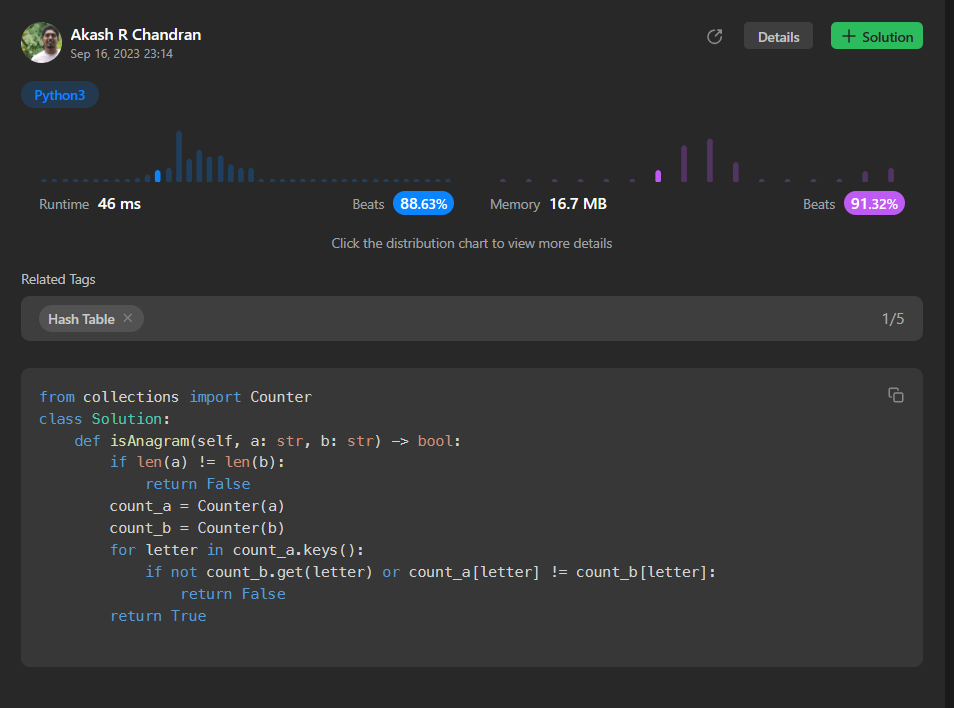 Akash R Chandran
Sep 16, 2023 23:14
Details
+ Solution
Python3
Runtime 46 ms
Beats 88.63%
Memory 16.7 MB
Beats 91.32%
Click the distribution chart to view more details
Related Tags
Hash Table ×
1/5
from collections import Counter
class Solution:
    def isAnagram(self, a: str, b: str) -> bool:
        if len(a) != len(b):
            return False
        count_a = Counter(a)
        count_b = Counter(b)
        for letter in count_a.keys():
            if not count_b.get(letter) or count_a[letter] != count_b[letter]:
                return False
        return True